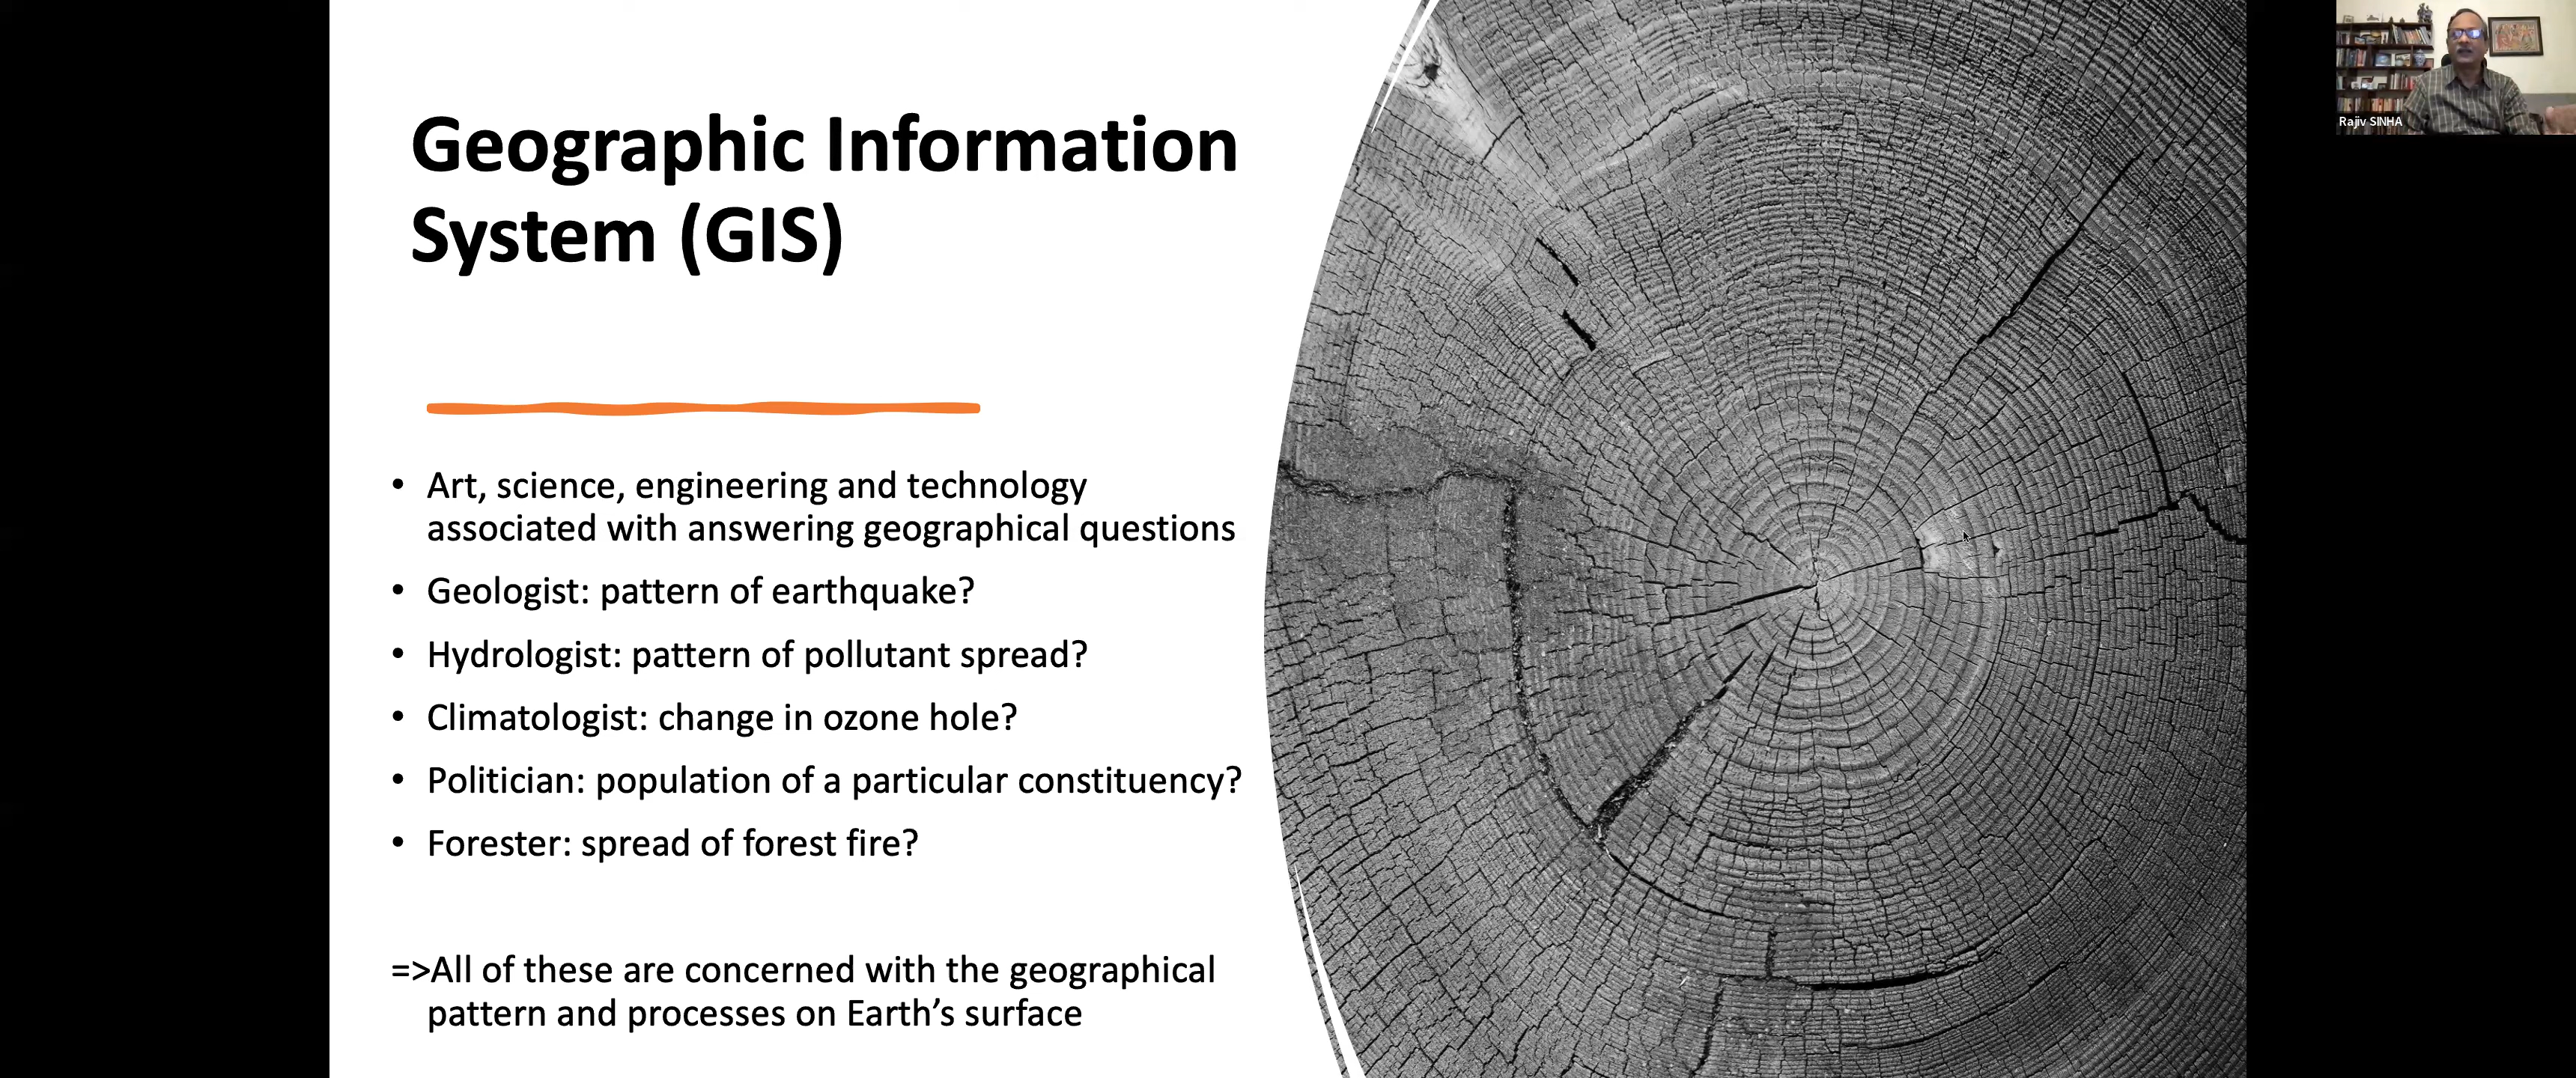 Geographic Information
System (GIS)
• Art, science, engineering and technology
associated with answering geographical questions
• Geologist: pattern of earthquake?
• Hydrologist: pattern of pollutant spread?
• Climatologist: change in ozone hole?
• Politician: population of a particular constituency?
• Forester: spread of forest fire?
=>All of these are concerned with the geographical
pattern and processes on Earth’s surface
Rajiv SINHA